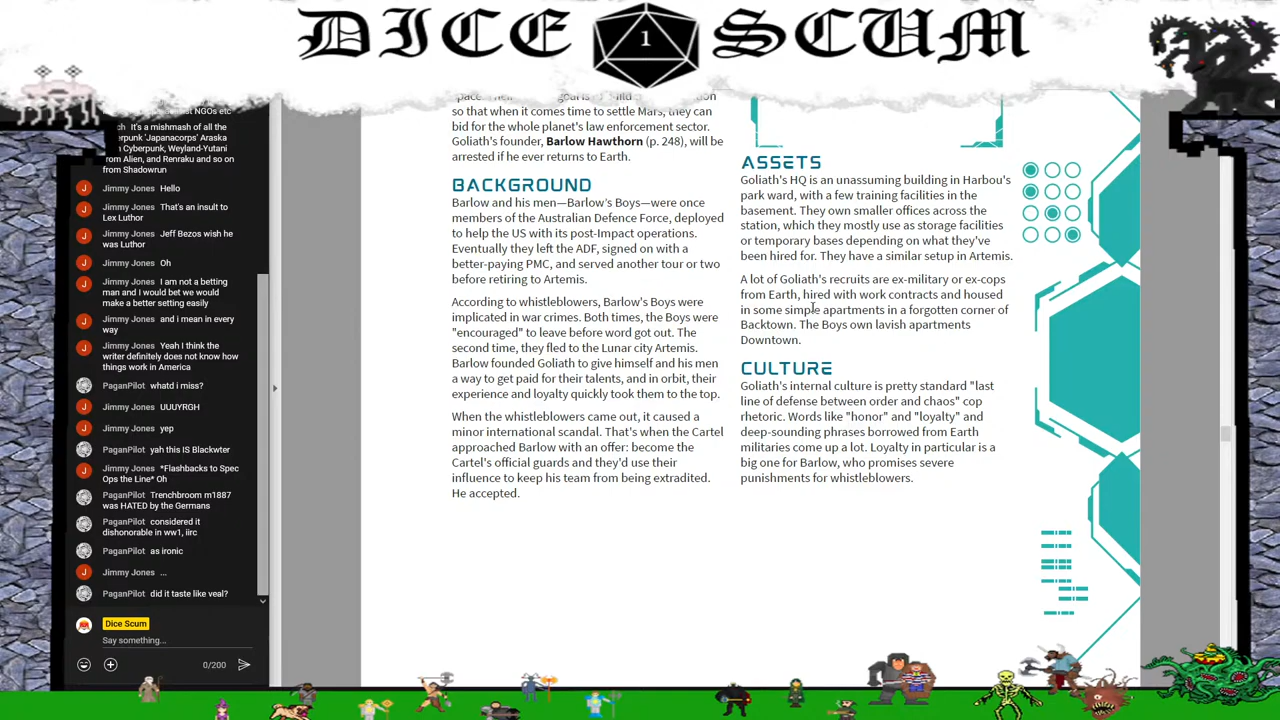 DICE 1 SCUM
NGOs etc
It's a mishmash of all the
'Japanacorps' Araska
Cyberpunk, Weyland-Yutani
from Alien, and Renraku and so on
from Shadowrun
Jimmy Jones Hello
Jimmy Jones That's an insult to
Lex Luthor
Jimmy Jones Jeff Bezos wish he
was Luthor
Jimmy Jones Oh
Jimmy Jones I am not a betting
man and I would bet we would
make a better setting easily
Jimmy Jones and i mean in every
way
Jimmy Jones Yeah I think the
writer definitely does not know how
things work in America
PaganPilot whatd i miss?
Jimmy Jones UUUYRGH
Jimmy Jones yep
PaganPilot yah this IS Blackwter
Jimmy Jones *Flashbacks to Spec
Ops the Line* Oh
PaganPilot Trenchbroom m1887
was HATED by the Germans
PaganPilot considered it
dishonorable in ww1, iirc
PaganPilot as ironic
Jimmy Jones ...
PaganPilot did it taste like veal?
Dice Scum
Say something...
0/200
so that when it comes time to settle Mars, they can
bid for the whole planet's law enforcement sector.
Goliath's founder, Barlow Hawthorn (p. 248), will be
arrested if he ever returns to Earth.
BACKGROUND
Barlow and his men—Barlow's Boys—were once
members of the Australian Defence Force, deployed
to help the US with its post-Impact operations.
Eventually they left the ADF, signed on with a
better-paying PMC, and served another tour or two
before retiring to Artemis.
According to whistleblowers, Barlow's Boys were
implicated in war crimes. Both times, the Boys were
"encouraged" to leave before word got out. The
second time, they fled to the Lunar city Artemis.
Barlow founded Goliath to give himself and his men
a way to get paid for their talents, and in orbit, their
experience and loyalty quickly took them to the top.
When the whistleblowers came out, it caused a
minor international scandal. That's when the Cartel
approached Barlow with an offer: become the
Cartel's official guards and they'd use their
influence to keep his team from being extradited.
He accepted.
ASSETS
Goliath's HQ is an unassuming building in Harbou's
park ward, with a few training facilities in the
basement. They own smaller offices across the
station, which they mostly use as storage facilities
or temporary bases depending on what they've
been hired for. They have a similar setup in Artemis.
A lot of Goliath's recruits are ex-military or ex-cops
from Earth, hired with work contracts and housed
in some simple apartments in a forgotten corner of
Backtown. The Boys own lavish apartments
Downtown.
CULTURE
Goliath's internal culture is pretty standard "last
line of defense between order and chaos" cop
rhetoric. Words like "honor" and "loyalty" and
deep-sounding phrases borrowed from Earth
militaries come up a lot. Loyalty in particular is a
big one for Barlow, who promises severe
punishments for whistleblowers.